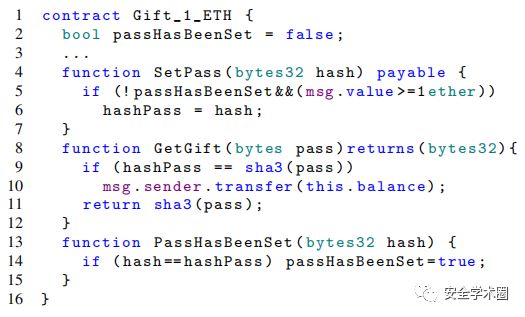 1 contract Gift_1_ETH {
2   bool passHasBeenSet = false;
3   ...
4   function SetPass(bytes32 hash) payable {
5     if (!passHasBeenSet&&(msg.value>=1ether))
6       hashPass = hash;
7   }
8   function GetGift(bytes pass)returns(bytes32){
9     if (hashPass == sha3(pass))
10       msg.sender.transfer(this.balance);
11     return sha3(pass);
12   }
13   function PassHasBeenSet(bytes32 hash) {
14     if (hash==hashPass) passHasBeenSet=true;
15   }
16 }
安全学术圈